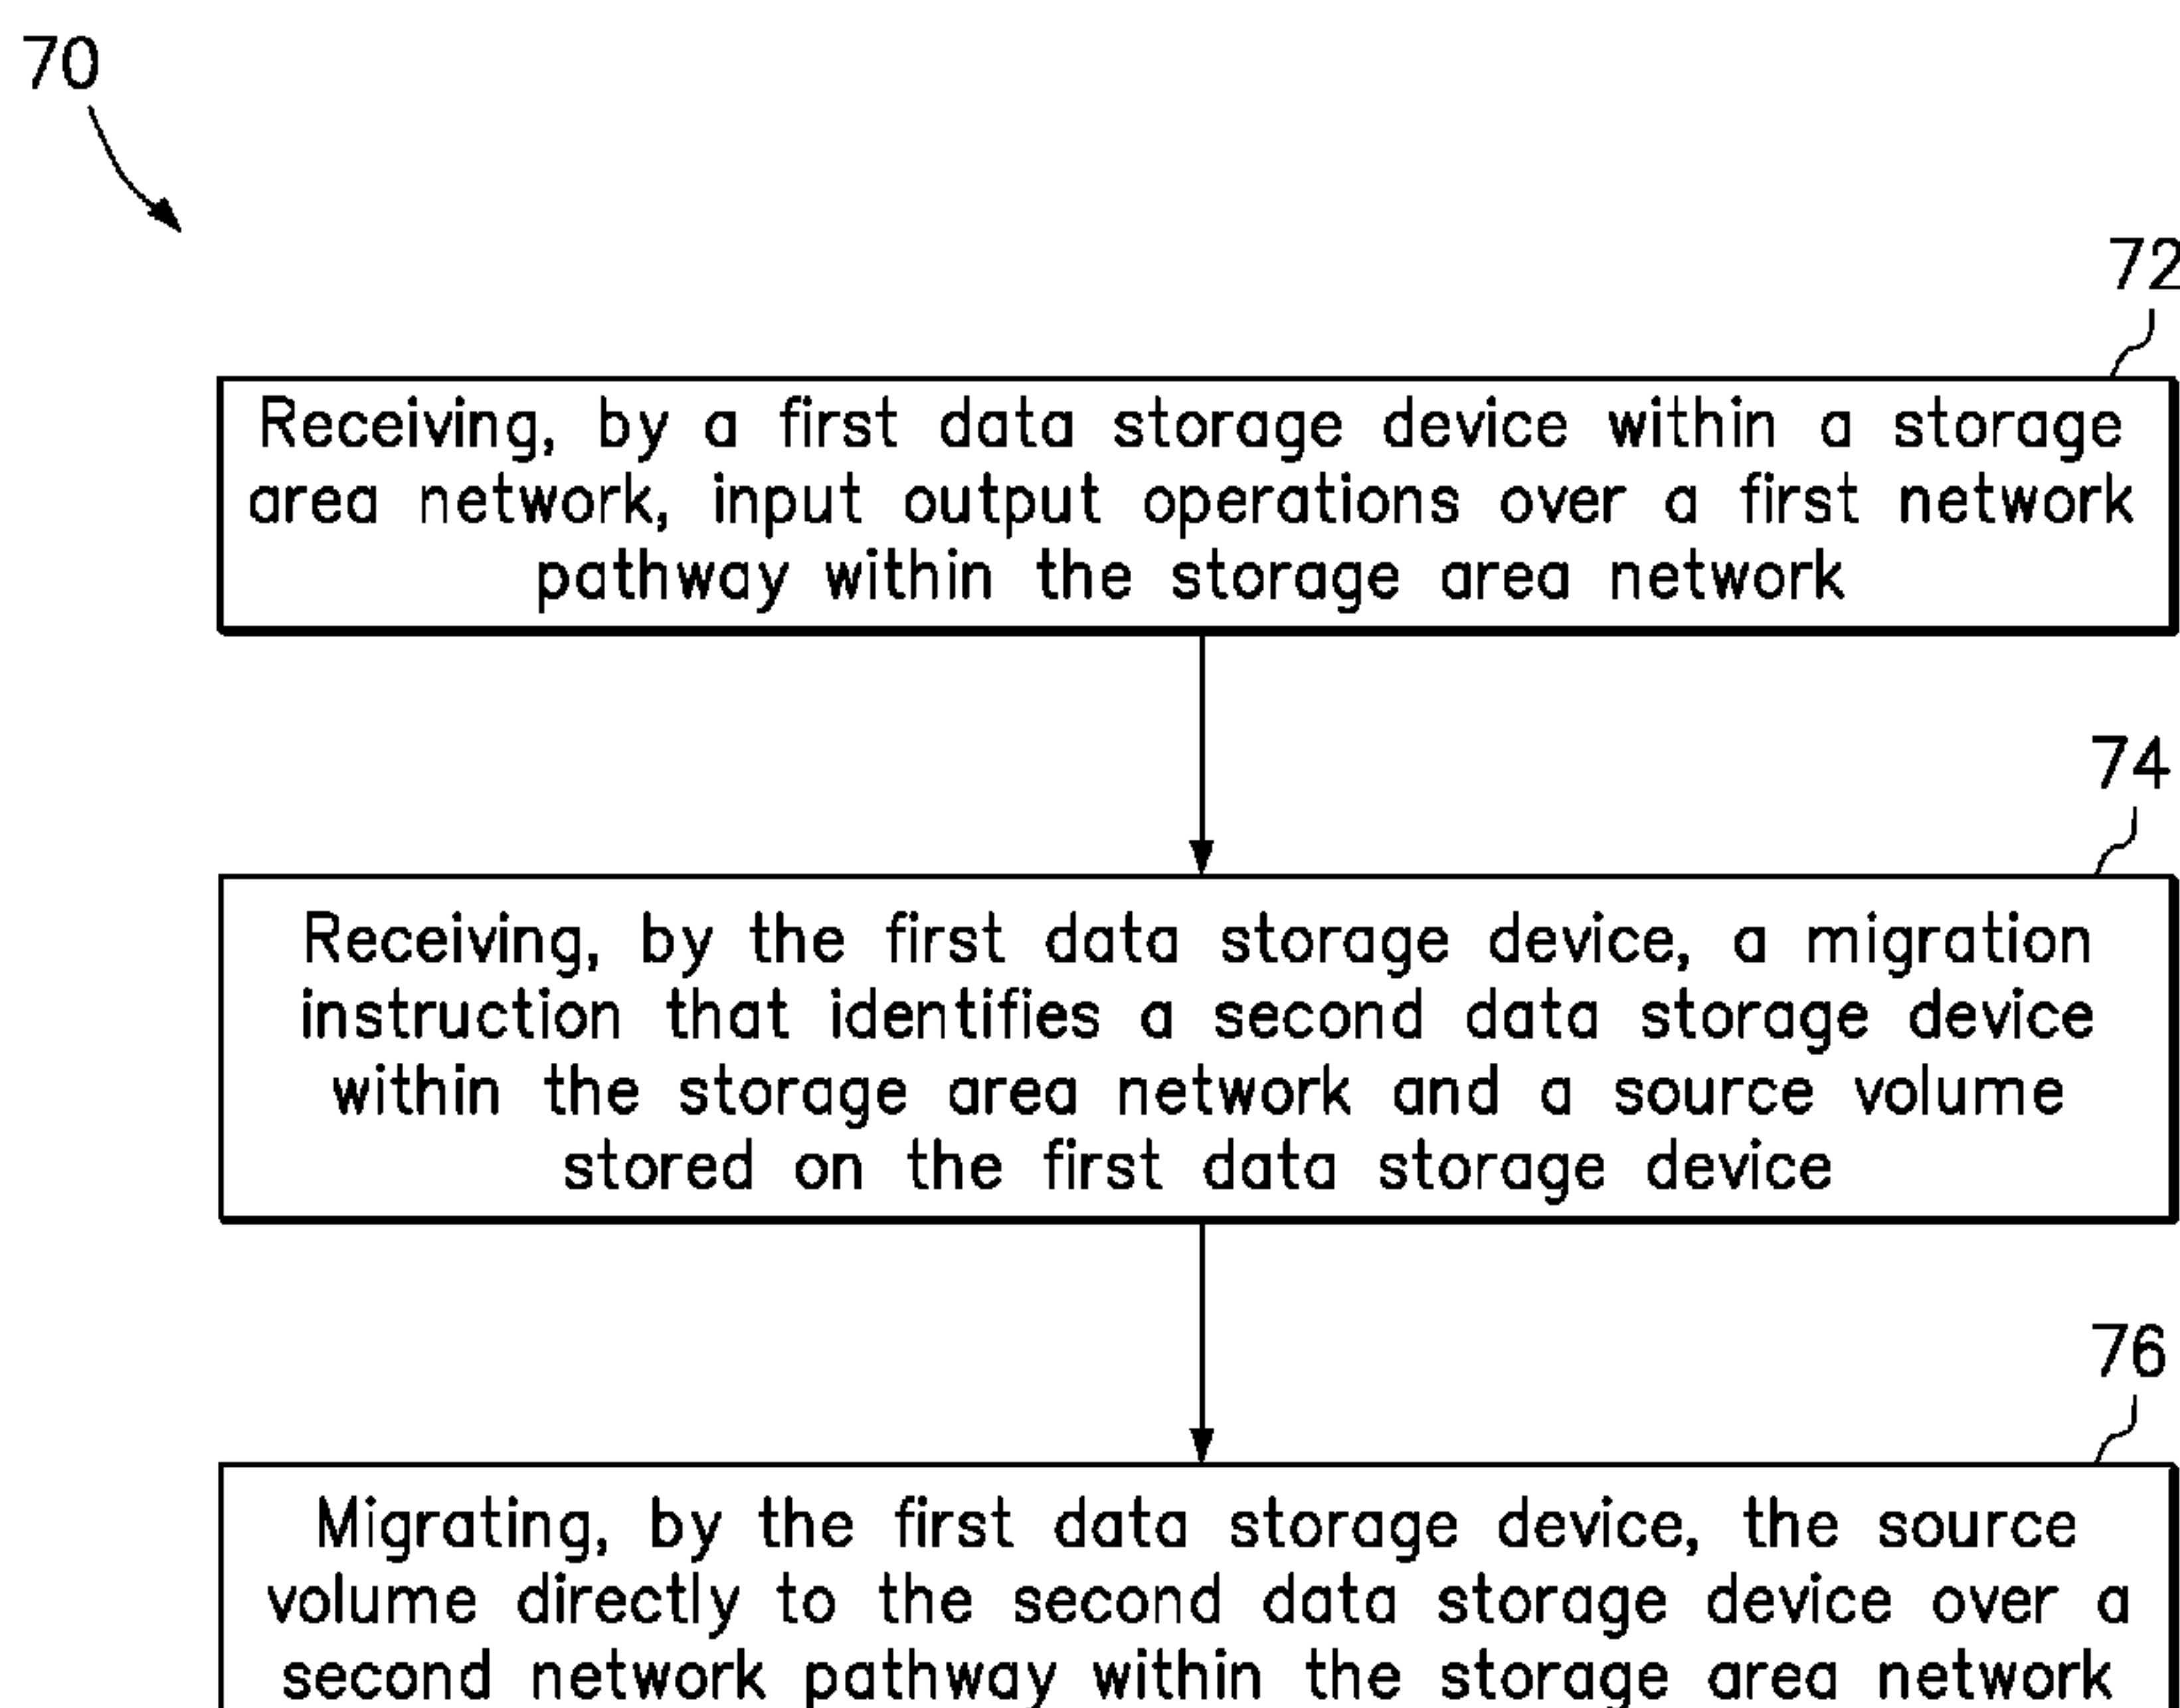 70
72
Receiving, by a first data storage device within a storage
area network, input output operations over a first network
pathway within the storage area network
74
Receiving, by the first data storage device, a migration
instruction that identifies a second data storage device
within the storage area network and a source volume
stored on the first data storage device
76
Migrating, by the first data storage device, the source
volume directly to the second data storage device over a
second network pathway within the storage area network